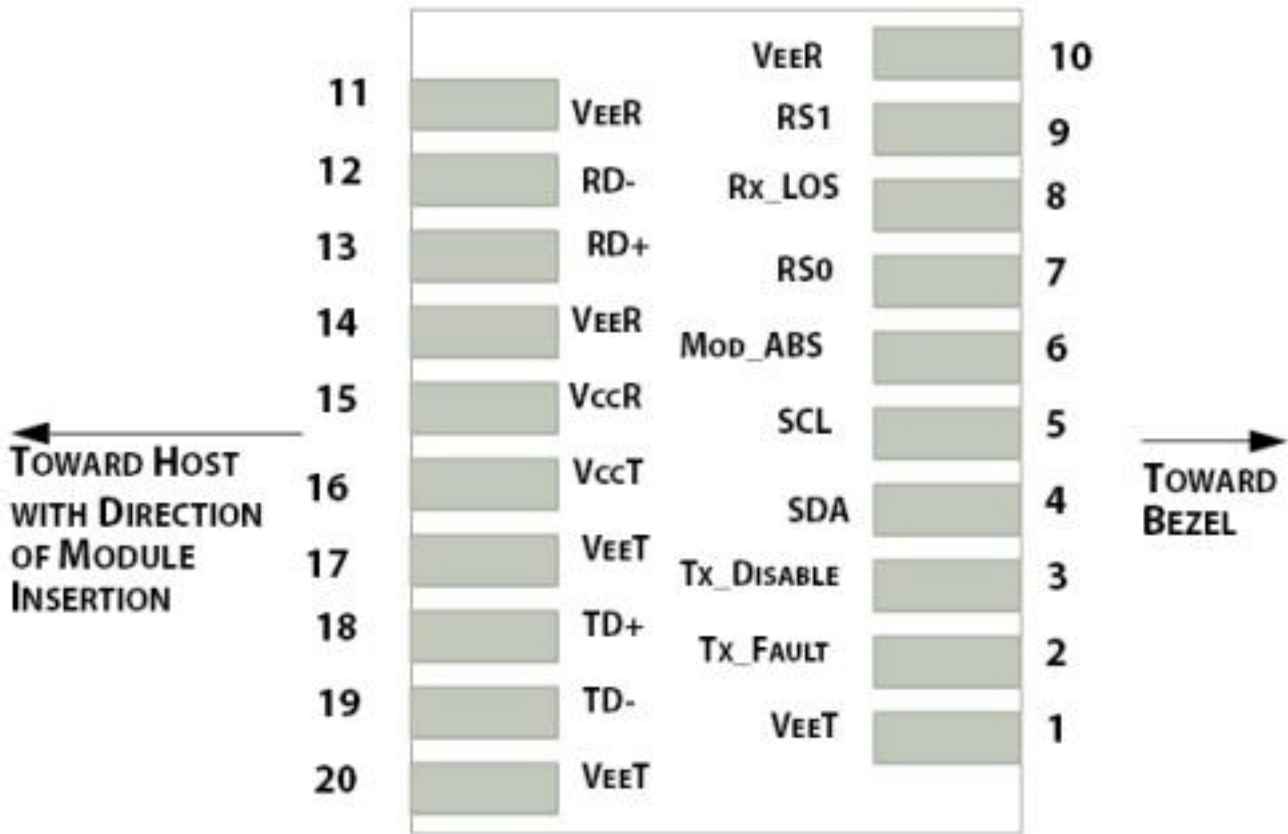 11 VEER
12 RD-
13 RD+
14 VEER
15 VCCR
16 VCCT
17 VEET
18 TD+
19 TD-
20 VEET
VEER 10
RS1 9
RX_LOS 8
RS0 7
MOD_ABS 6
SCL 5
SDA 4
TX_DISABLE 3
TX_FAULT 2
VEET 1
TOWARD HOST
WITH DIRECTION
OF MODULE
INSERTION
TOWARD
BEZEL